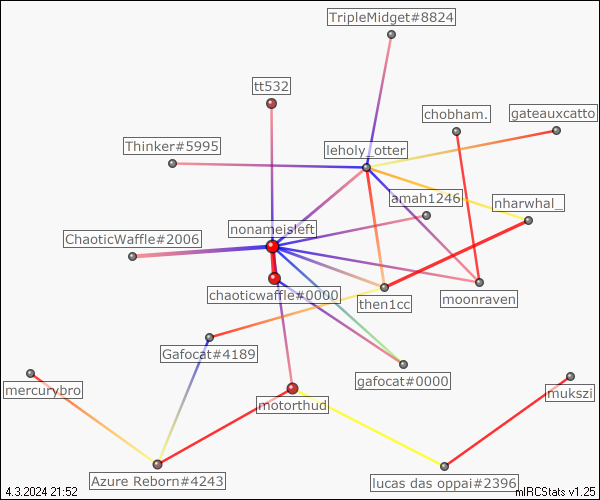 TripleMidget#8824
tt532
chobham.
gateauxcatto
Thinker#5995
leholy_otter
amah1246
nharwhal_
nonameisleft
ChaoticWaffle#2006
chaoticwaffle#0000
then1cc
moonraven
Gafocat#4189
gafocat#0000
mercurybro
motorthud
mukszi
Azure Reborn#4243
lucas das oppai#2396
4.3.2024 21:52
mIRCStats v1.25